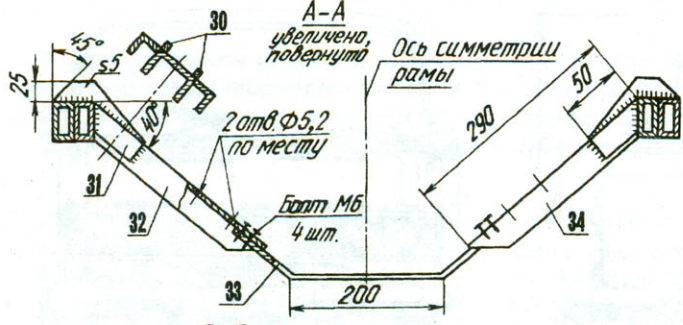 30
А–А
увеличено,
повернуто
Ось симметрии
рамы
45°
s5
25
40°
2 отв. Ф5,2
по месту
290
50
31
32
Болт М6
4 шт.
33
34
200